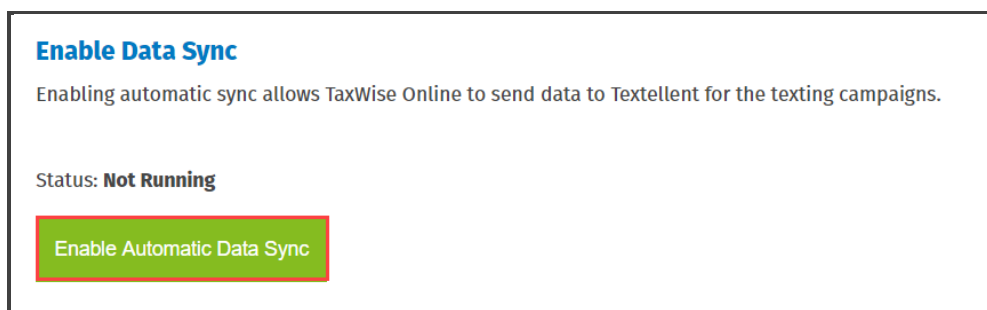 Enable Data Sync
Enabling automatic sync allows TaxWise Online to send data to Textellent for the texting campaigns.
Status: Not Running
Enable Automatic Data Sync